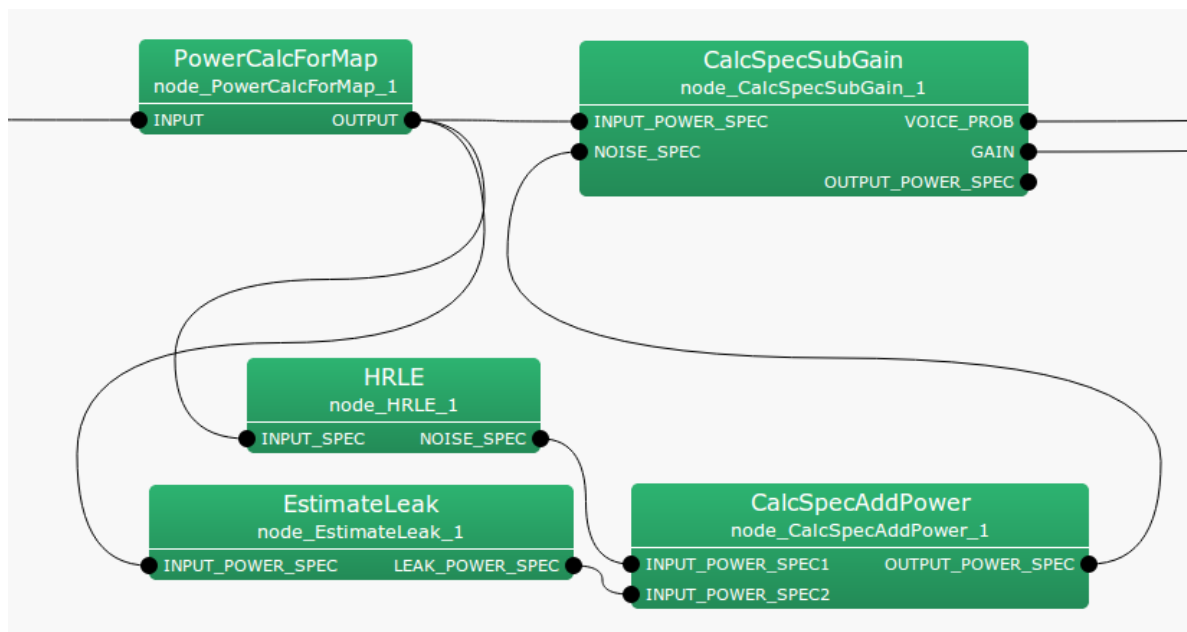 PowerCalcForMap
node_PowerCalcForMap_1
INPUT OUTPUT
CalcSpecSubGain
node_CalcSpecSubGain_1
INPUT_POWER_SPEC VOICE_PROB
NOISE_SPEC GAIN
OUTPUT_POWER_SPEC
HRLE
node_HRLE_1
INPUT_SPEC NOISE_SPEC
EstimateLeak
node_EstimateLeak_1
INPUT_POWER_SPEC LEAK_POWER_SPEC
CalcSpecAddPower
node_CalcSpecAddPower_1
INPUT_POWER_SPEC1 OUTPUT_POWER_SPEC
INPUT_POWER_SPEC2